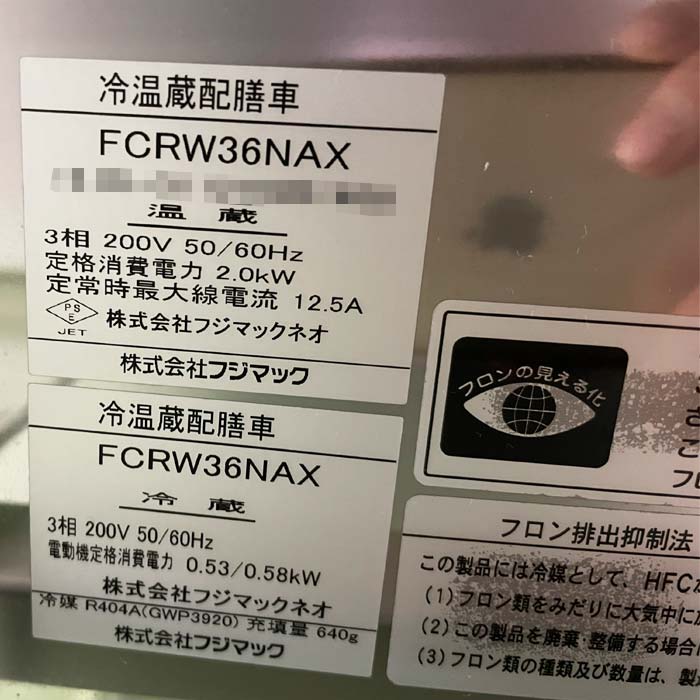 冷温蔵配膳車
FCRW36NAX
温蔵
3相 200V 50/60Hz
定格消費電力 2.0kW
定常時最大線電流 12.5A
PS
E
JET
株式会社フジマックネオ
株式会社フジマック
冷温蔵配膳車
FCRW36NAX
冷蔵
3相 200V 50/60Hz
電動機定格消費電力 0.53/0.58kW
株式会社フジマックネオ
冷媒 R404A(GWP3920) 充填量 640g
株式会社フジマック
フロンの見える化
こ
フロン排出抑制法
この製品には冷媒として、HFC
(1)フロン類をみだりに大気中に
(2)この製品を廃棄・整備する場合
(3)フロン類の種類及び数量は、製